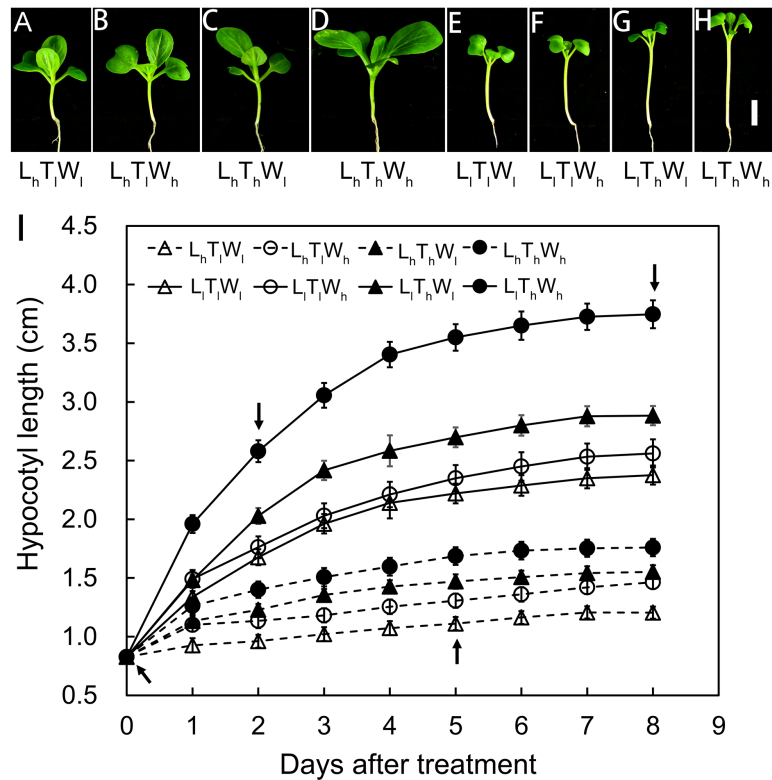 A B C D E F G H
LₕTₗWₗ LₕTₗWₕ LₕTₕWₗ LₕTₕWₕ LₗTₗWₗ LₗTₗWₕ LₗTₕWₗ LₗTₕWₕ
I
4.5
LₕTₗWₗ LₕTₗWₕ LₕTₕWₗ LₕTₕWₕ
LₗTₗWₗ LₗTₗWₕ LₗTₕWₗ LₗTₕWₕ
4.0
3.5
3.0
2.5
2.0
1.5
1.0
0.5
Hypocotyl length (cm)
0 1 2 3 4 5 6 7 8 9
Days after treatment